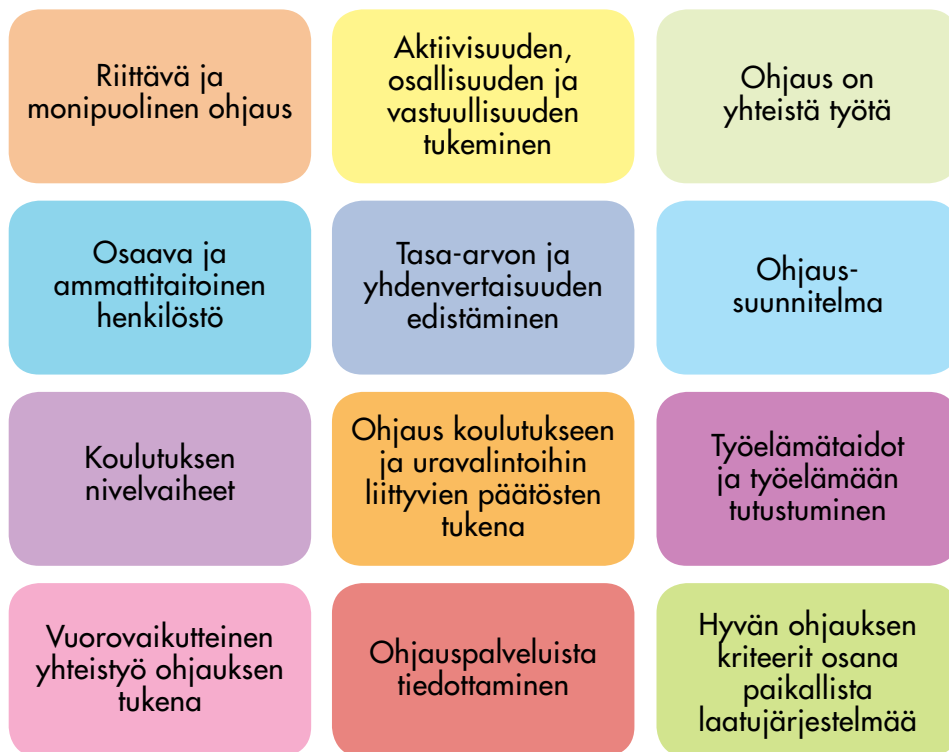 Riittävä ja
monipuolinen ohjaus
Aktiivisuuden,
osallisuuden ja
vastuullisuuden
tukeminen
Ohjaus on
yhteistä työtä
Osaava ja
ammattitaitoinen
henkilöstö
Tasa-arvon ja
yhdenvertaisuuden
edistäminen
Ohjaus-
suunnitelma
Koulutuksen
nivelvaiheet
Ohjaus koulutukseen
ja uravalintoihin
liittyvien päätösten
tukena
Työelämätaidot
ja työelämään
tutustuminen
Vuorovaikutteinen
yhteistyö ohjauksen
tukena
Ohjauspalveluista
tiedottaminen
Hyvän ohjauksen
kriteerit osana
paikallista
laatujärjestelmää